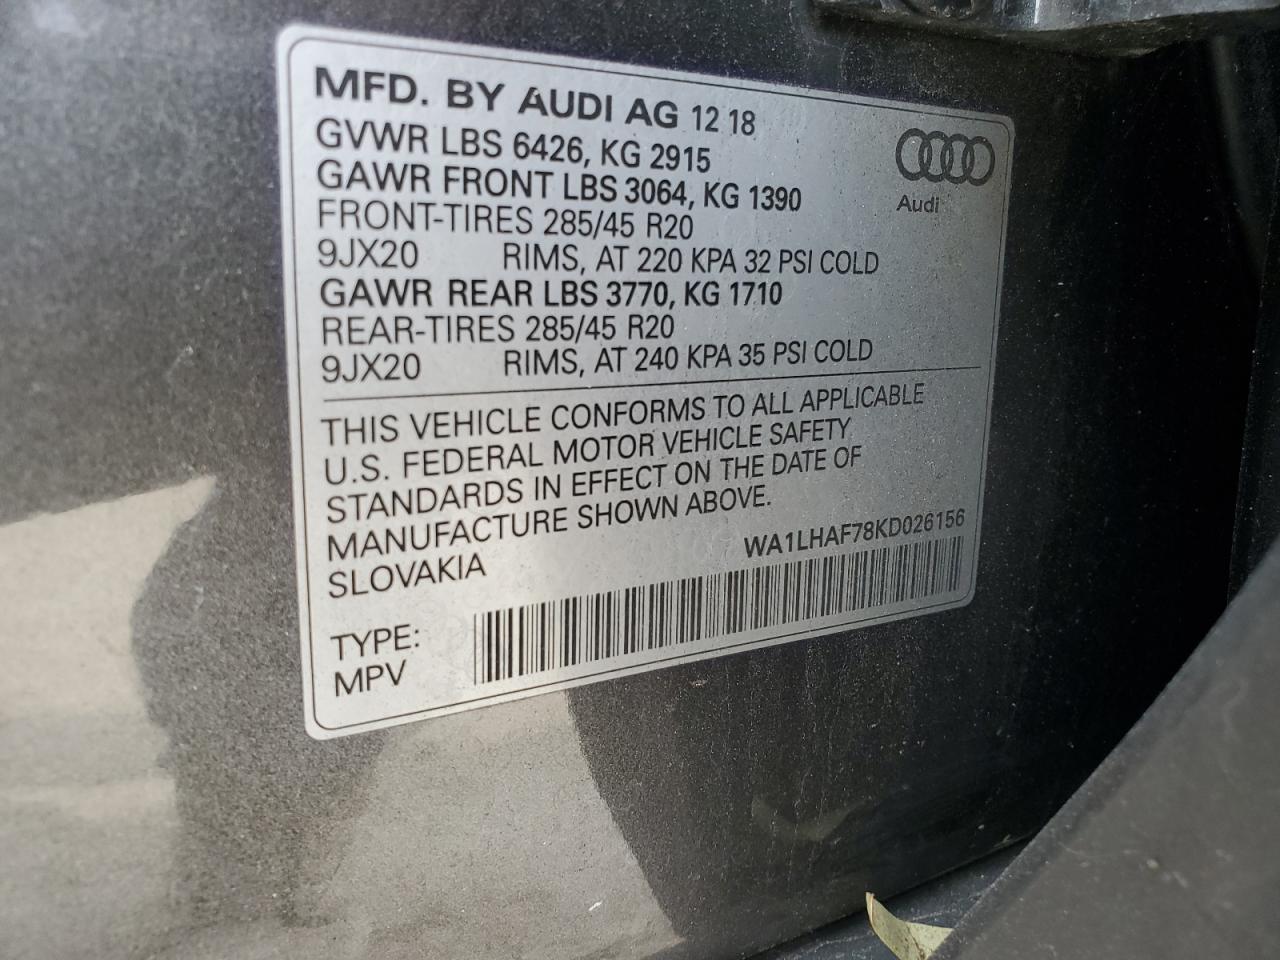 MFD. BY AUDI AG 12 18
GVWR LBS 6426, KG 2915
GAWR FRONT LBS 3064, KG 1390
FRONT-TIRES 285/45 R20
9JX20 RIMS, AT 220 KPA 32 PSI COLD
GAWR REAR LBS 3770, KG 1710
REAR-TIRES 285/45 R20
9JX20 RIMS, AT 240 KPA 35 PSI COLD
Audi
THIS VEHICLE CONFORMS TO ALL APPLICABLE
U.S. FEDERAL MOTOR VEHICLE SAFETY
STANDARDS IN EFFECT ON THE DATE OF
MANUFACTURE SHOWN ABOVE.
SLOVAKIA
WA1LHAF78KD026156
TYPE:
MPV